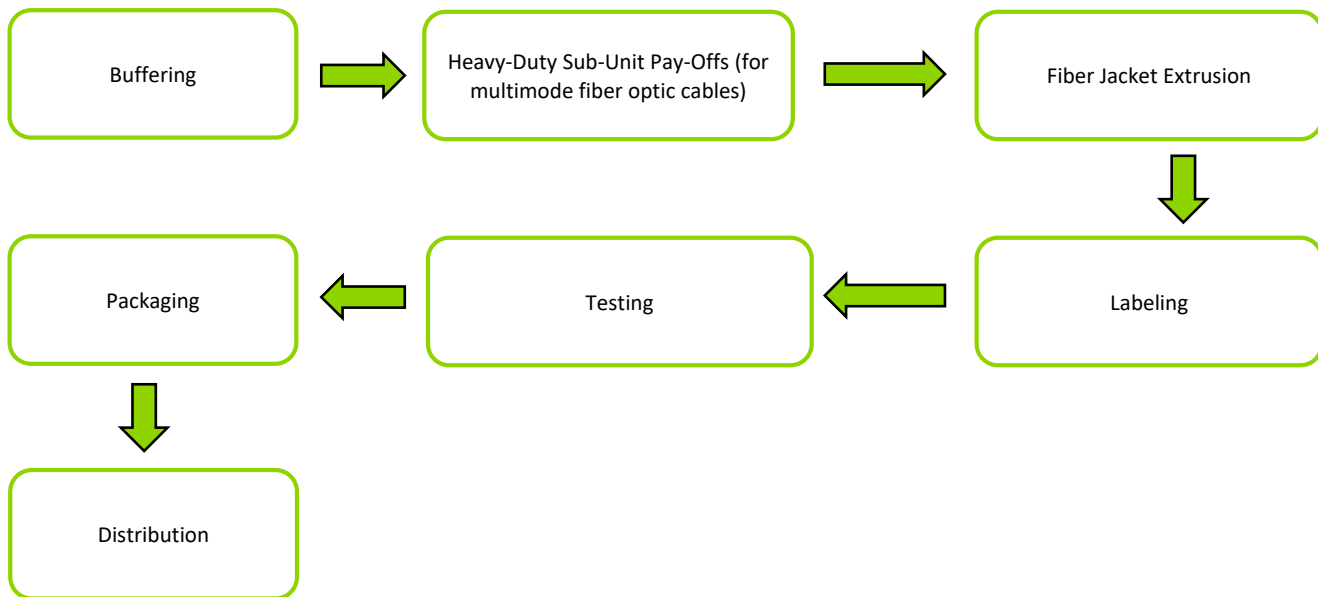 Buffering
Heavy-Duty Sub-Unit Pay-Offs (for
multimode fiber optic cables)
Fiber Jacket Extrusion
Labeling
Testing
Packaging
Distribution